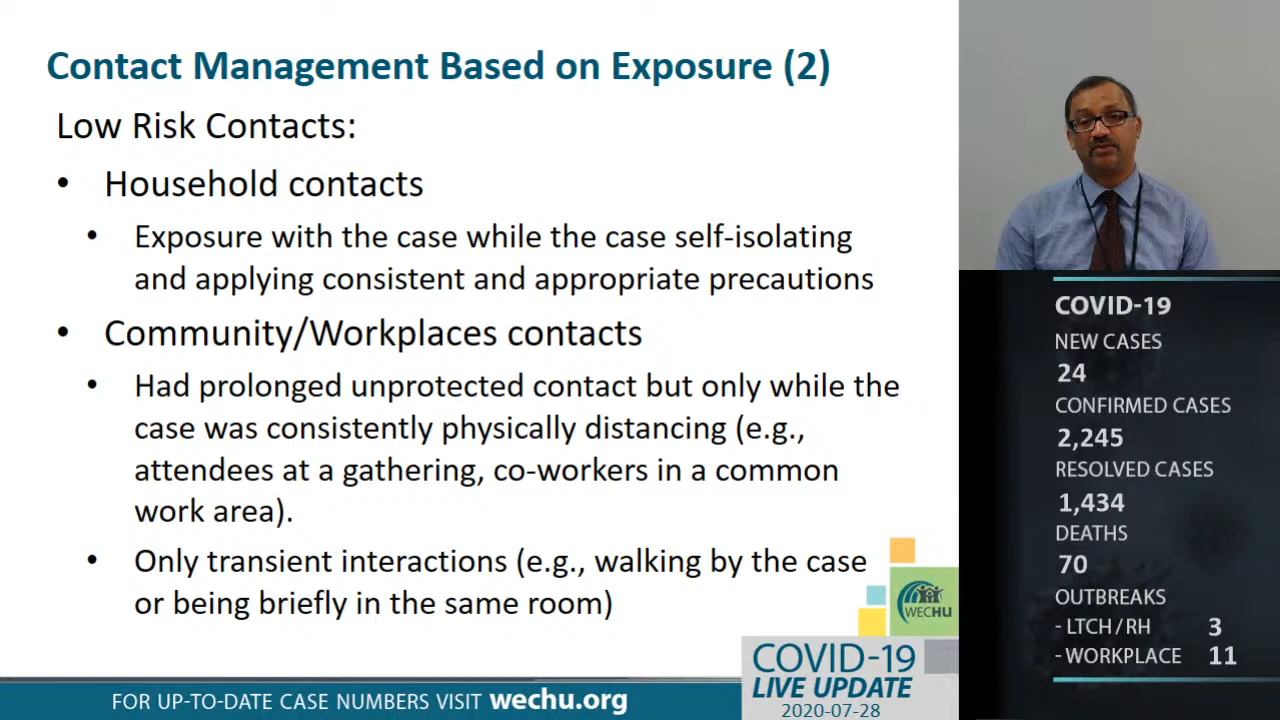 Contact Management Based on Exposure (2)
Low Risk Contacts:
• Household contacts
• Exposure with the case while the case self-isolating
and applying consistent and appropriate precautions
• Community/Workplaces contacts
• Had prolonged unprotected contact but only while the
case was consistently physically distancing (e.g.,
attendees at a gathering, co-workers in a common
work area).
• Only transient interactions (e.g., walking by the case
or being briefly in the same room)
WECHU
COVID-19
LIVE UPDATE
2020-07-28
FOR UP-TO-DATE CASE NUMBERS VISIT wechu.org
COVID-19
NEW CASES
24
CONFIRMED CASES
2,245
RESOLVED CASES
1,434
DEATHS
70
OUTBREAKS
- LTCH / RH 3
- WORKPLACE 11